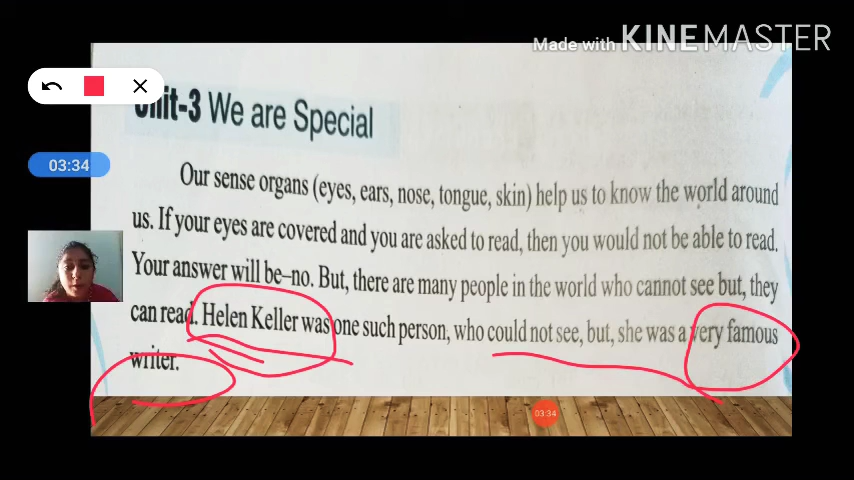 Made with KINEMASTER
Unit-3 We are Special
03:34
Our sense organs (eyes, ears, nose, tongue, skin) help us to know the world around
us. If your eyes are covered and you are asked to read, then you would not be able to read.
Your answer will be–no. But, there are many people in the world who cannot see but, they
can read. Helen Keller was one such person, who could not see, but, she was a very famous
writer.
03:34